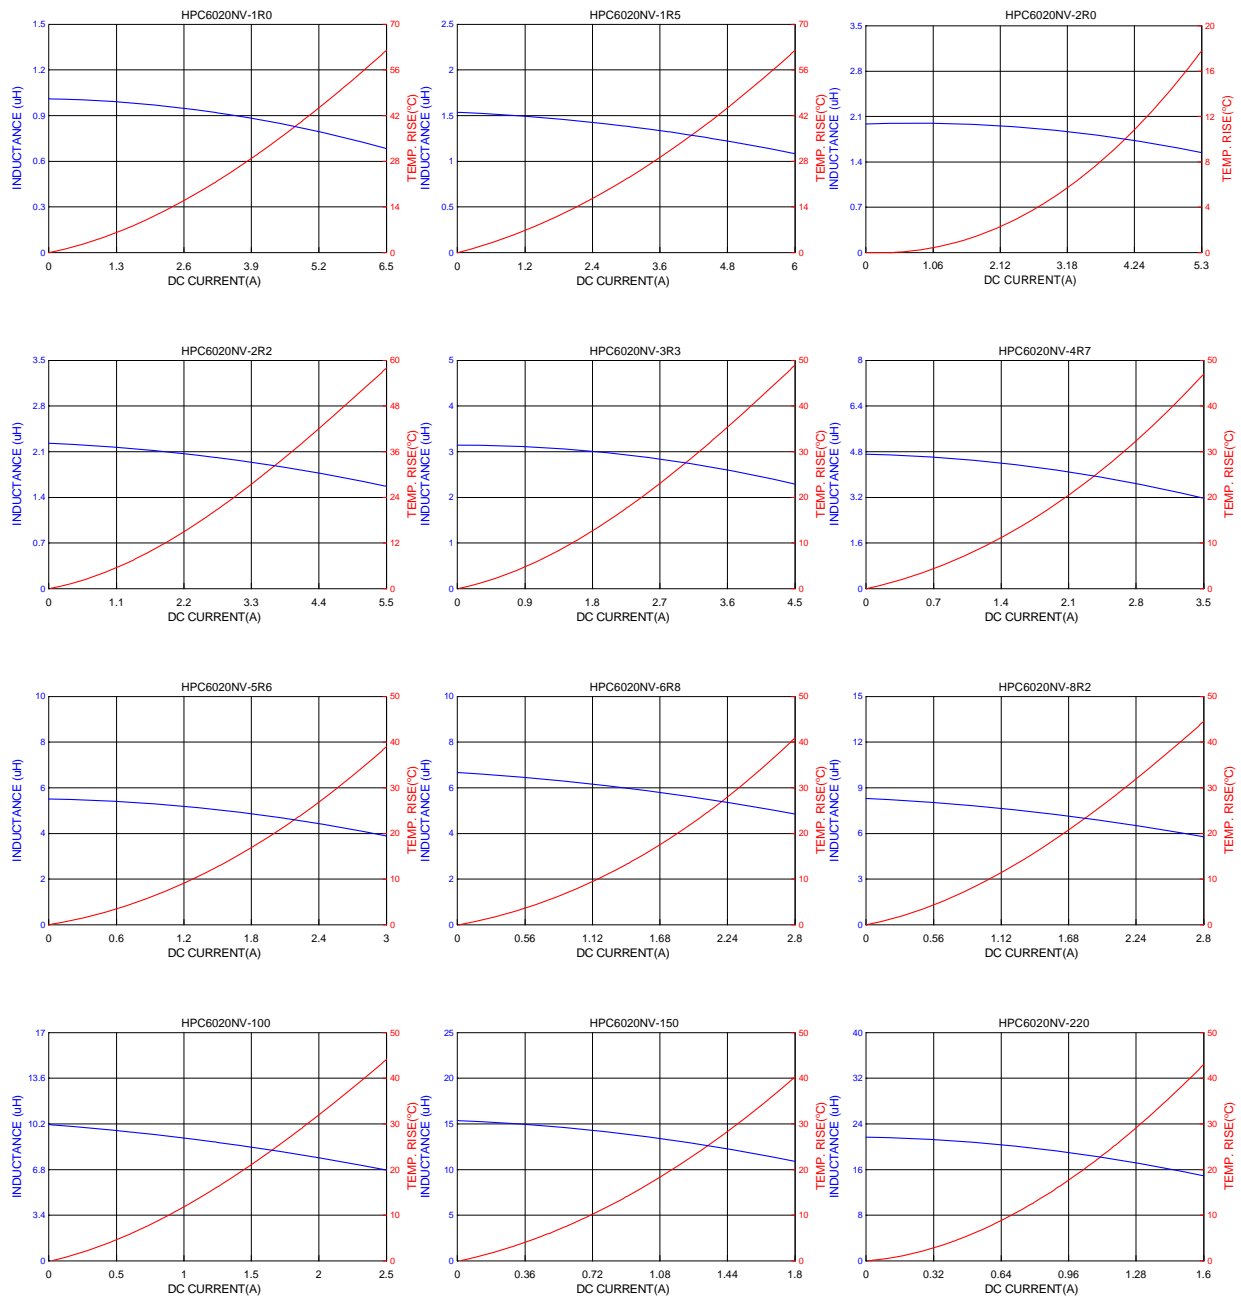 HPC6020NV-1R0
1.5
1.2
0.9
0.6
0.3
0
70
56
42
28
14
0
0 1.3 2.6 3.9 5.2 6.5
DC CURRENT(A)
INDUCTANCE (uH)
TEMP. RISE(°C)
HPC6020NV-1R5
2.5
2
1.5
1
0.5
0
70
56
42
28
14
0
0 1.2 2.4 3.6 4.8 6
DC CURRENT(A)
INDUCTANCE (uH)
TEMP. RISE(°C)
HPC6020NV-2R0
3.5
2.8
2.1
1.4
0.7
0
20
16
12
8
4
0
0 1.06 2.12 3.18 4.24 5.3
DC CURRENT(A)
INDUCTANCE (uH)
TEMP. RISE(°C)
HPC6020NV-2R2
3.5
2.8
2.1
1.4
0.7
0
60
48
36
24
12
0
0 1.1 2.2 3.3 4.4 5.5
DC CURRENT(A)
INDUCTANCE (uH)
TEMP. RISE(°C)
HPC6020NV-3R3
5
4
3
2
1
0
50
40
30
20
10
0
0 0.9 1.8 2.7 3.6 4.5
DC CURRENT(A)
INDUCTANCE (uH)
TEMP. RISE(°C)
HPC6020NV-4R7
8
6.4
4.8
3.2
1.6
0
50
40
30
20
10
0
0 0.7 1.4 2.1 2.8 3.5
DC CURRENT(A)
INDUCTANCE (uH)
TEMP. RISE(°C)
HPC6020NV-5R6
10
8
6
4
2
0
50
40
30
20
10
0
0 0.6 1.2 1.8 2.4 3
DC CURRENT(A)
INDUCTANCE (uH)
TEMP. RISE(°C)
HPC6020NV-6R8
10
8
6
4
2
0
50
40
30
20
10
0
0 0.56 1.12 1.68 2.24 2.8
DC CURRENT(A)
INDUCTANCE (uH)
TEMP. RISE(°C)
HPC6020NV-8R2
15
12
9
6
3
0
50
40
30
20
10
0
0 0.56 1.12 1.68 2.24 2.8
DC CURRENT(A)
INDUCTANCE (uH)
TEMP. RISE(°C)
HPC6020NV-100
17
13.6
10.2
6.8
3.4
0
50
40
30
20
10
0
0 0.5 1 1.5 2 2.5
DC CURRENT(A)
INDUCTANCE (uH)
TEMP. RISE(°C)
HPC6020NV-150
25
20
15
10
5
0
50
40
30
20
10
0
0 0.36 0.72 1.08 1.44 1.8
DC CURRENT(A)
INDUCTANCE (uH)
TEMP. RISE(°C)
HPC6020NV-220
40
32
24
16
8
0
50
40
30
20
10
0
0 0.32 0.64 0.96 1.28 1.6
DC CURRENT(A)
INDUCTANCE (uH)
TEMP. RISE(°C)